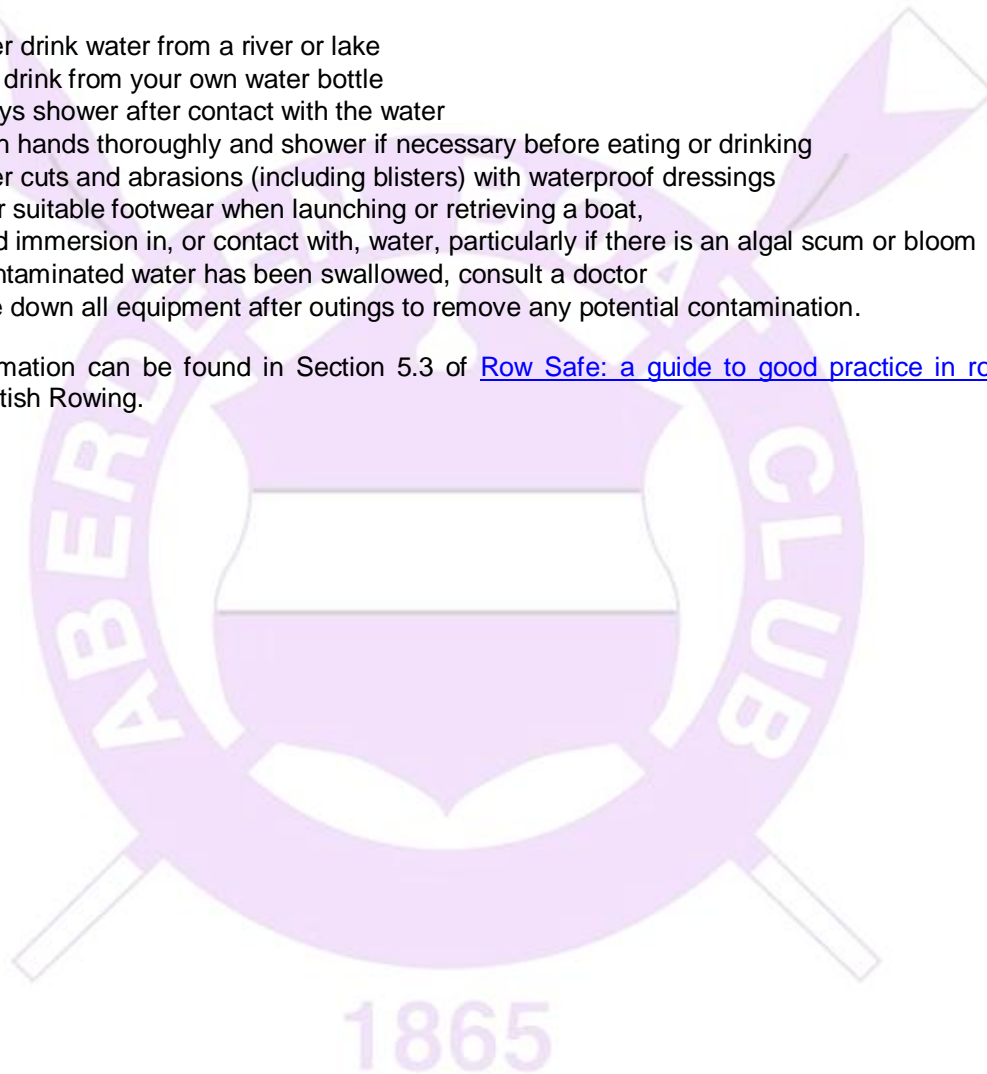 er drink water from a river or lake
drink from your own water bottle
ys shower after contact with the water
h hands thoroughly and shower if necessary before eating or drinking
er cuts and abrasions (including blisters) with waterproof dressings
r suitable footwear when launching or retrieving a boat,
d immersion in, or contact with, water, particularly if there is an algal scum or bloom
ntaminated water has been swallowed, consult a doctor
e down all equipment after outings to remove any potential contamination.
rmation can be found in Section 5.3 of Row Safe: a guide to good practice in ro
tish Rowing.
ABERDEEN BOAT CLUB
1865